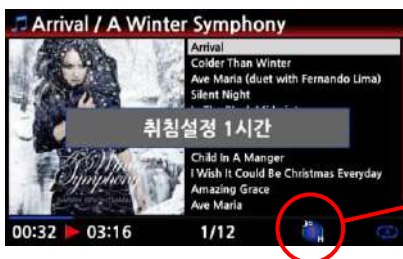 Arrival / A Winter Symphony
Arrival
Colder Than Winter
Ave Maria (duet with Fernando Lima)
Silent Night
취침설정 1시간
Child In A Manger
I Wish It Could Be Christmas Everyday
Amazing Grace
Ave Maria
A Winter
Symphony
00:32 03:16 1/12